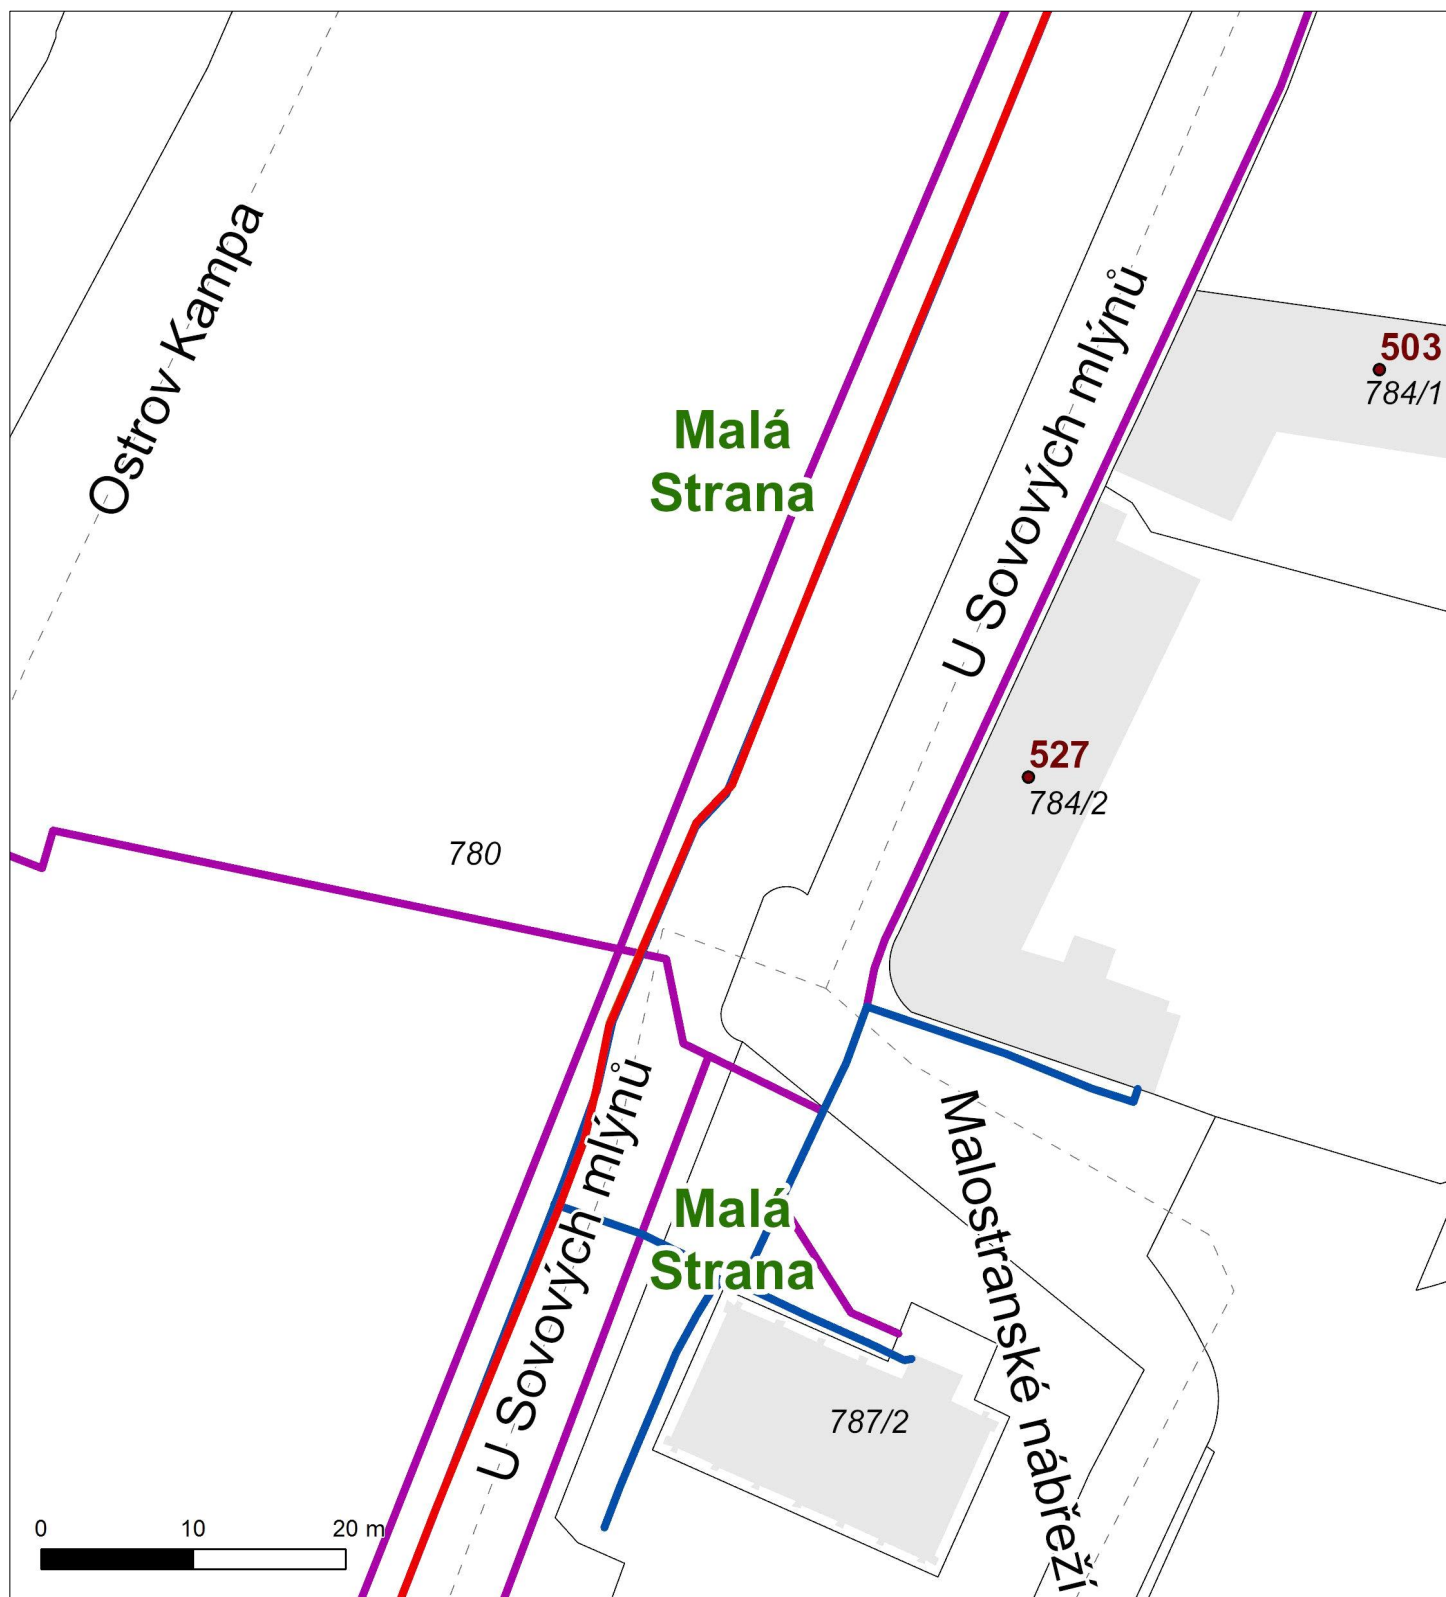 Ostrov Kampa
U Sovových mlýnů
503
784/1
Malá
Strana
527
784/2
780
U Sovových mlýnů
Malostranské nábřeží
Malá
Strana
787/2
0 10 20 m